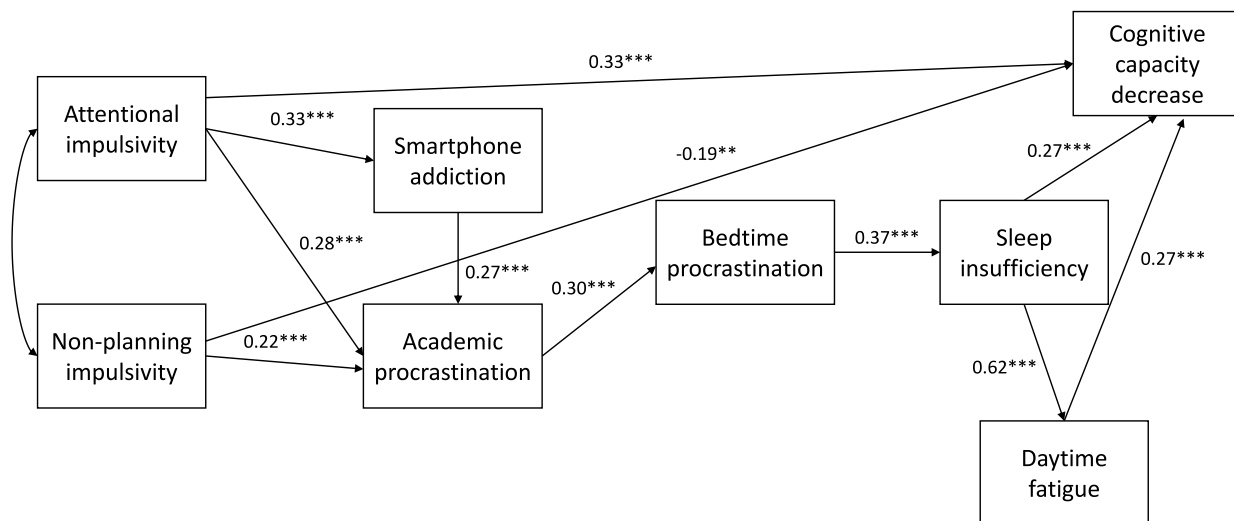 Cognitive
capacity
decrease
0.33***
Attentional
impulsivity
0.33***
Smartphone
addiction
-0.19**
0.27***
0.28***
Bedtime
procrastination
0.37***
Sleep
insufficiency
0.27***
0.27***
0.30***
Non-planning
impulsivity
0.22***
Academic
procrastination
0.62***
Daytime
fatigue